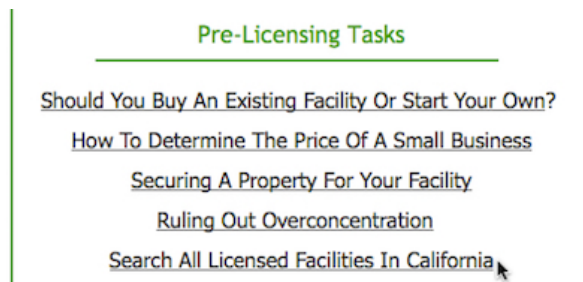 Pre-Licensing Tasks
Should You Buy An Existing Facility Or Start Your Own?
How To Determine The Price Of A Small Business
Securing A Property For Your Facility
Ruling Out Overconcentration
Search All Licensed Facilities In California